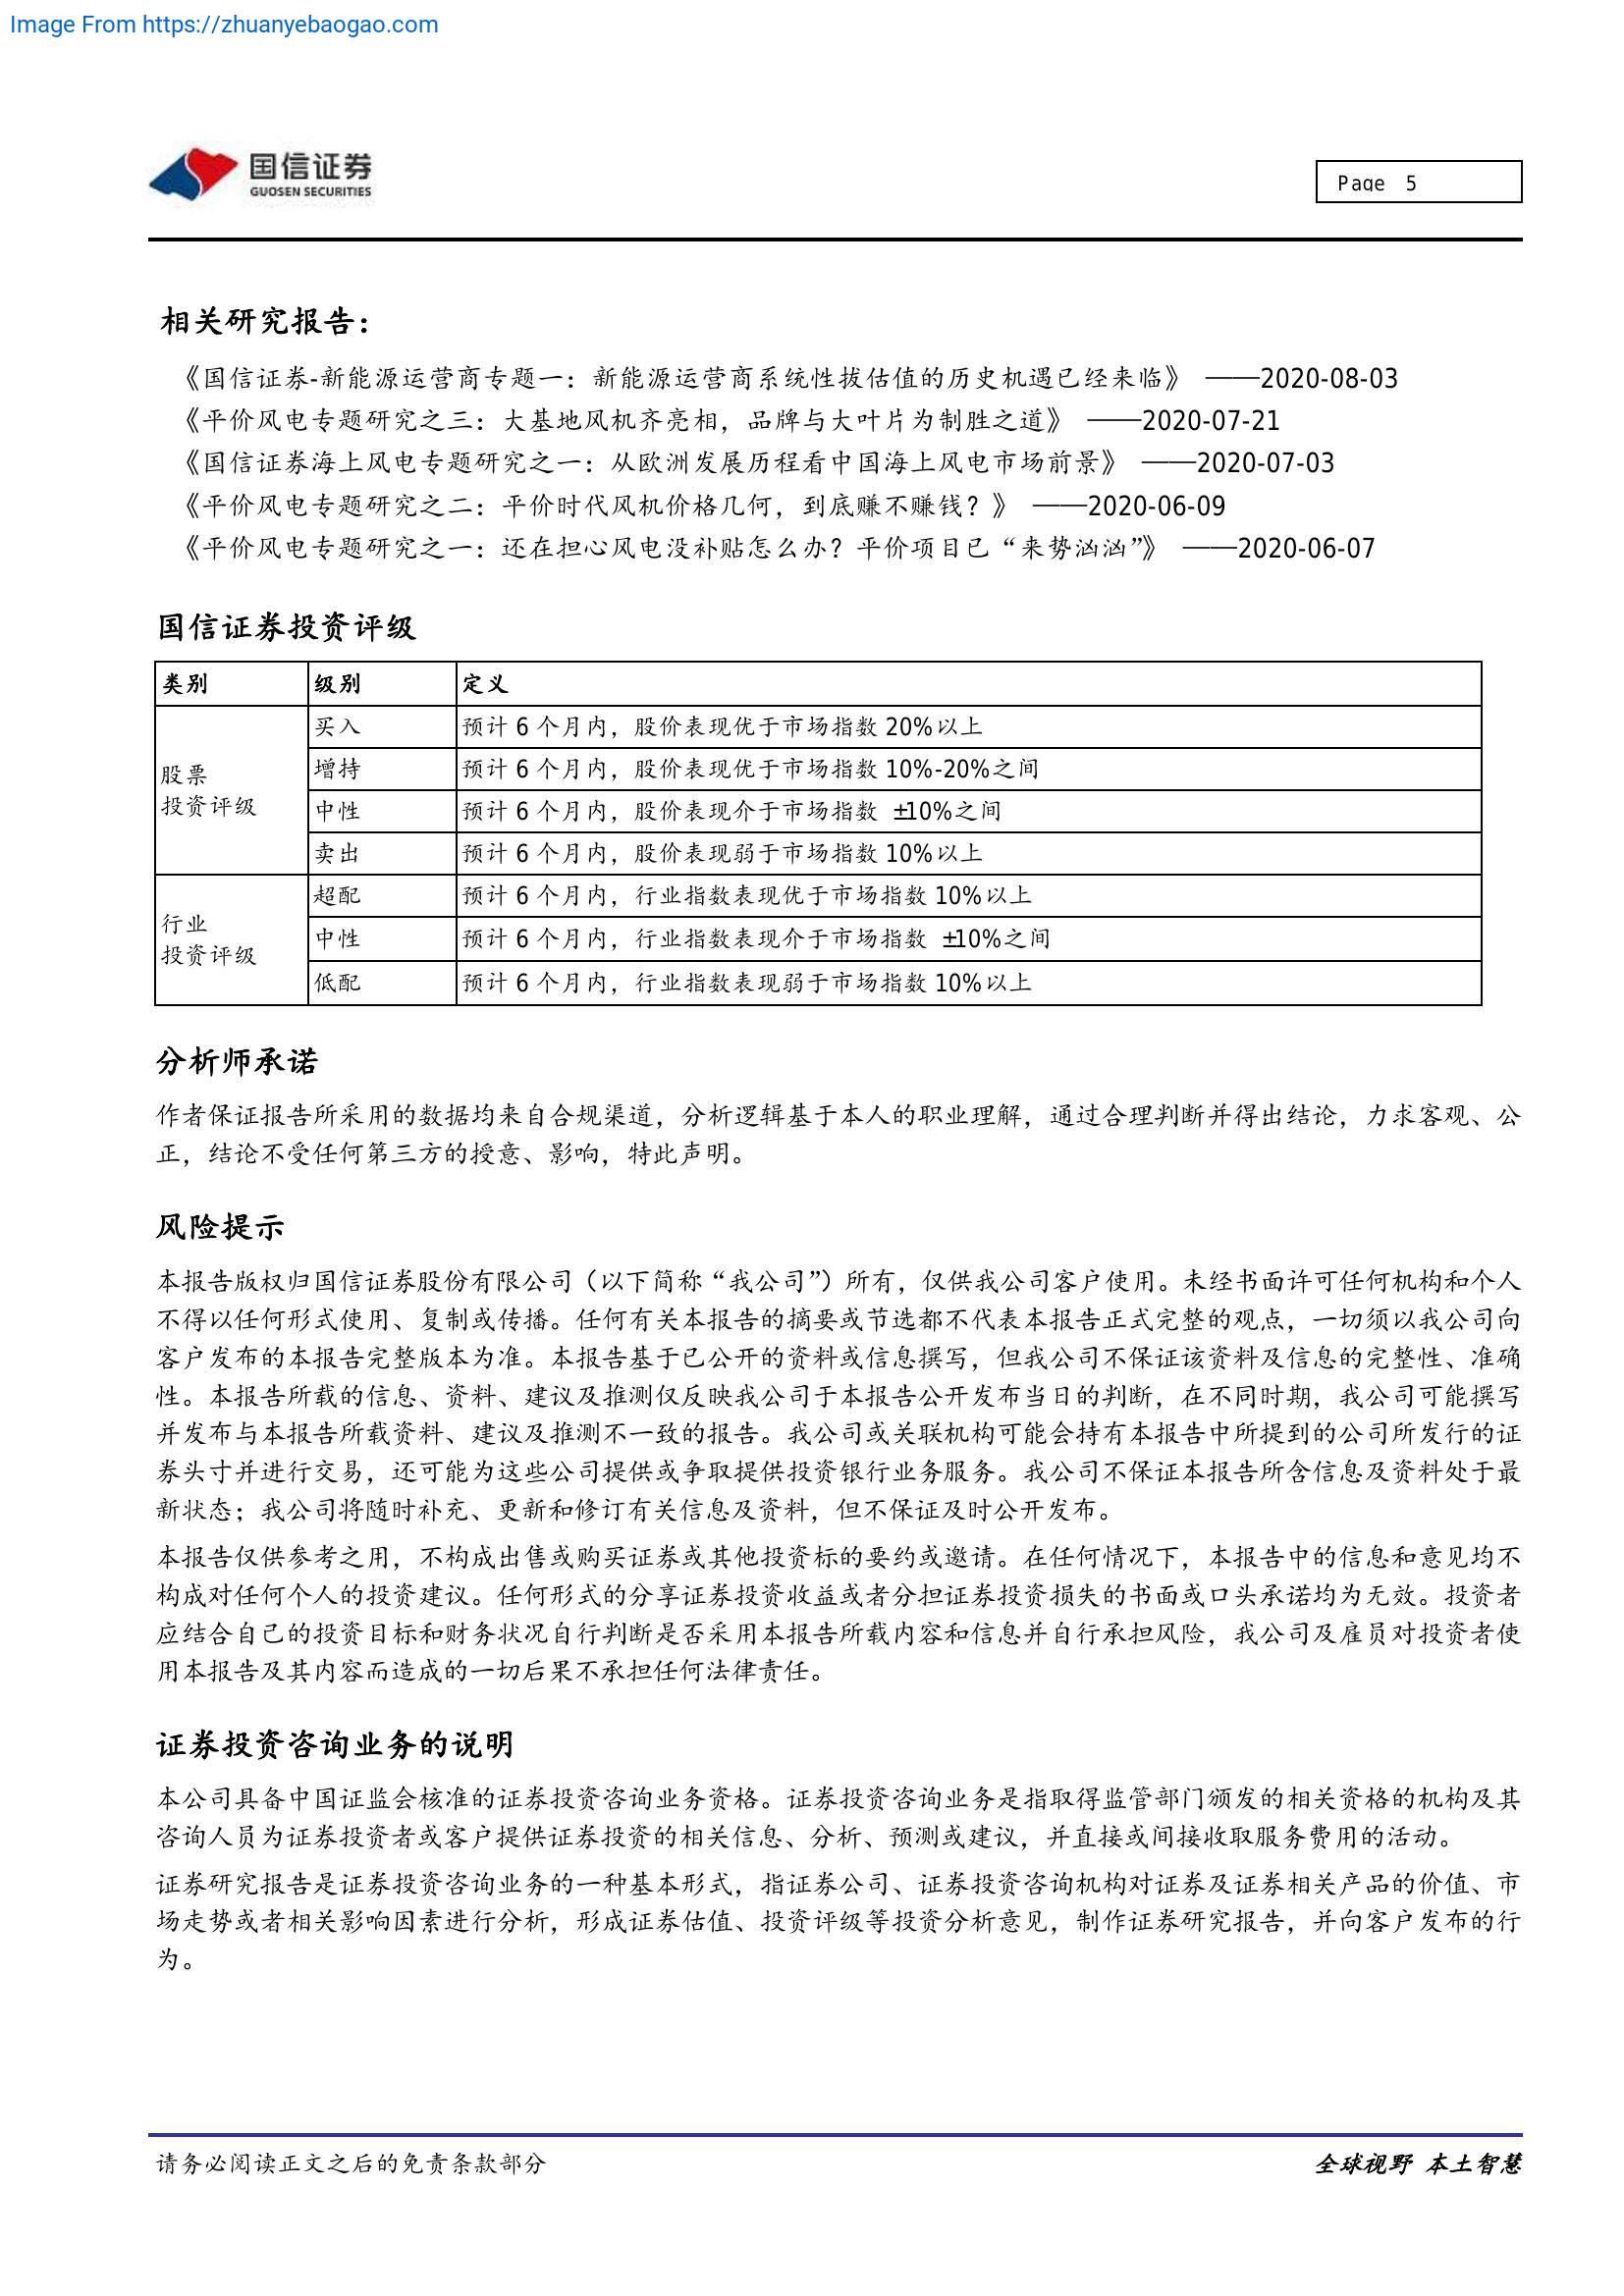 Image From https://zhuanyebaogao.com
国信证券
GUOSEN SECURITIES
Page 5
相关研究报告：
《国信证券-新能源运营商专题一：新能源运营商系统性拔估值的历史机遇已经来临》 ——2020-08-03
《平价风电专题研究之三：大基地风机齐亮相，品牌与大叶片为制胜之道》 ——2020-07-21
《国信证券海上风电专题研究之一：从欧洲发展历程看中国海上风电市场前景》 ——2020-07-03
《平价风电专题研究之二：平价时代风机价格几何，到底赚不赚钱？》 ——2020-06-09
《平价风电专题研究之一：还在担心风电没补贴怎么办？平价项目已“来势汹汹”》 ——2020-06-07
国信证券投资评级
类别 级别 定义
股票
投资评级
买入 预计 6 个月内，股价表现优于市场指数 20%以上
增持 预计 6 个月内，股价表现优于市场指数 10%-20%之间
中性 预计 6 个月内，股价表现介于市场指数 ±10%之间
卖出 预计 6 个月内，股价表现弱于市场指数 10%以上
行业
投资评级
超配 预计 6 个月内，行业指数表现优于市场指数 10%以上
中性 预计 6 个月内，行业指数表现介于市场指数 ±10%之间
低配 预计 6 个月内，行业指数表现弱于市场指数 10%以上
分析师承诺
作者保证报告所采用的数据均来自合规渠道，分析逻辑基于本人的职业理解，通过合理判断并得出结论，力求客观、公
正，结论不受任何第三方的授意、影响，特此声明。
风险提示
本报告版权归国信证券股份有限公司（以下简称“我公司”）所有，仅供我公司客户使用。未经书面许可任何机构和个人
不得以任何形式使用、复制或传播。任何有关本报告的摘要或节选都不代表本报告正式完整的观点，一切须以我公司向
客户发布的本报告完整版本为准。本报告基于已公开的资料或信息撰写，但我公司不保证该资料及信息的完整性、准确
性。本报告所载的信息、资料、建议及推测仅反映我公司于本报告公开发布当日的判断，在不同时期，我公司可能撰写
并发布与本报告所载资料、建议及推测不一致的报告。我公司或关联机构可能会持有本报告中所提到的公司所发行的证
券头寸并进行交易，还可能为这些公司提供或争取提供投资银行业务服务。我公司不保证本报告所含信息及资料处于最
新状态；我公司将随时补充、更新和修订有关信息及资料，但不保证及时公开发布。
本报告仅供参考之用，不构成出售或购买证券或其他投资标的要约或邀请。在任何情况下，本报告中的信息和意见均不
构成对任何个人的投资建议。任何形式的分享证券投资收益或者分担证券投资损失的书面或口头承诺均为无效。投资者
应结合自己的投资目标和财务状况自行判断是否采用本报告所载内容和信息并自行承担风险，我公司及雇员对投资者使
用本报告及其内容而造成的一切后果不承担任何法律责任。
证券投资咨询业务的说明
本公司具备中国证监会核准的证券投资咨询业务资格。证券投资咨询业务是指取得监管部门颁发的相关资格的机构及其
咨询人员为证券投资者或客户提供证券投资的相关信息、分析、预测或建议，并直接或间接收取服务费用的活动。
证券研究报告是证券投资咨询业务的一种基本形式，指证券公司、证券投资咨询机构对证券及证券相关产品的价值、市
场走势或者相关影响因素进行分析，形成证券估值、投资评级等投资分析意见，制作证券研究报告，并向客户发布的行
为。
请务必阅读正文之后的免责条款部分
全球视野 本土智慧